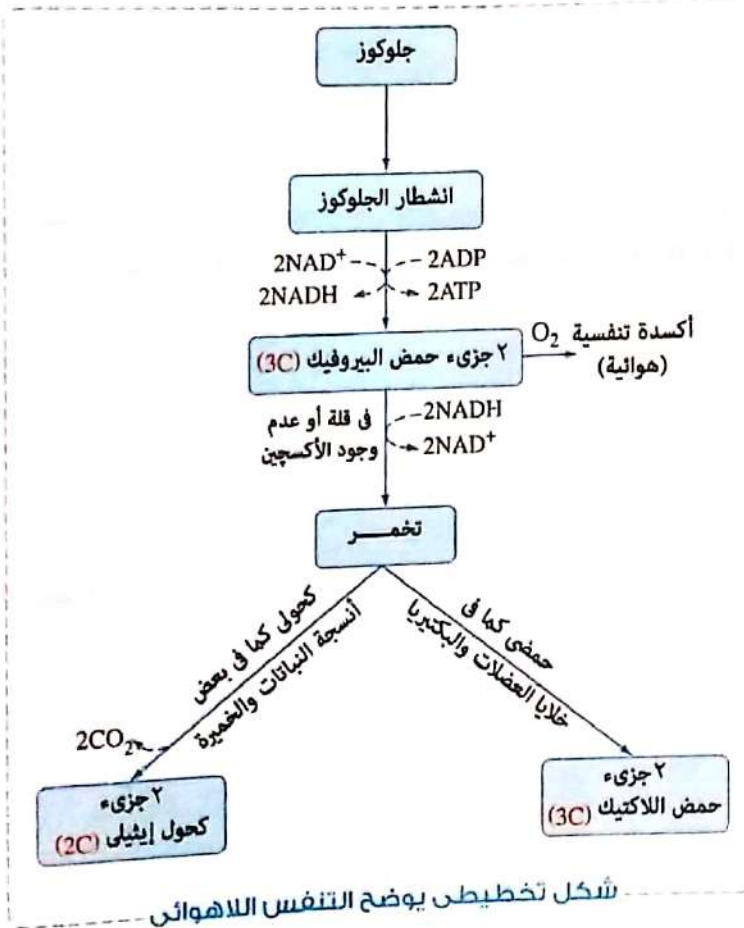 جلوكوز
انشطار الجلوكوز
2NAD⁺
2ADP
2NADH
2ATP
٢ جزىء حمض البيروفيك (3C)
O₂
أكسدة تنفسية
(هوائية)
فى قلة أو عدم
وجود الأكسچين
2NADH
2NAD⁺
تخمـــــر
كحولى كما فى بعض
أنسجة النباتات والخميرة
حمضى كما فى
خلايا العضلات والبكتيريا
2CO₂
٢ جزىء
كحول إيثيلى (2C)
٢ جزىء
حمض اللاكتيك (3C)
شكل تخطيطى يوضح التنفس اللاهوائى